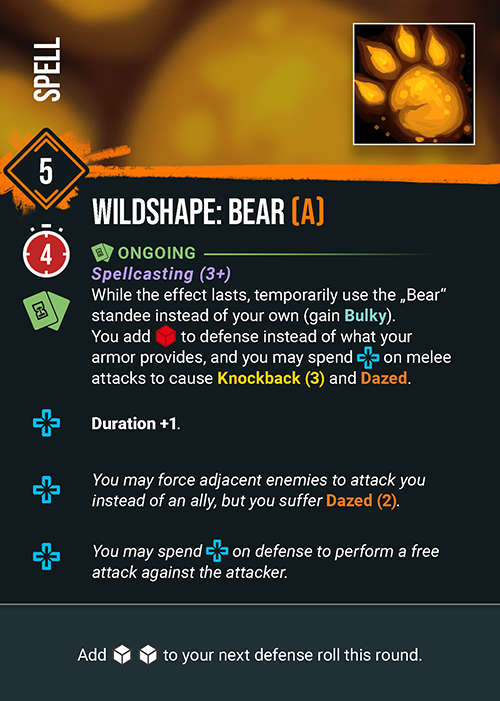 SPELL
5
WILDSHAPE: BEAR (A)
4
ONGOING
Spellcasting (3+)
While the effect lasts, temporarily use the „Bear“
standee instead of your own (gain Bulky).
You add to defense instead of what your
armor provides, and you may spend on melee
attacks to cause Knockback (3) and Dazed.
Duration +1.
You may force adjacent enemies to attack you
instead of an ally, but you suffer Dazed (2).
You may spend on defense to perform a free
attack against the attacker.
Add to your next defense roll this round.